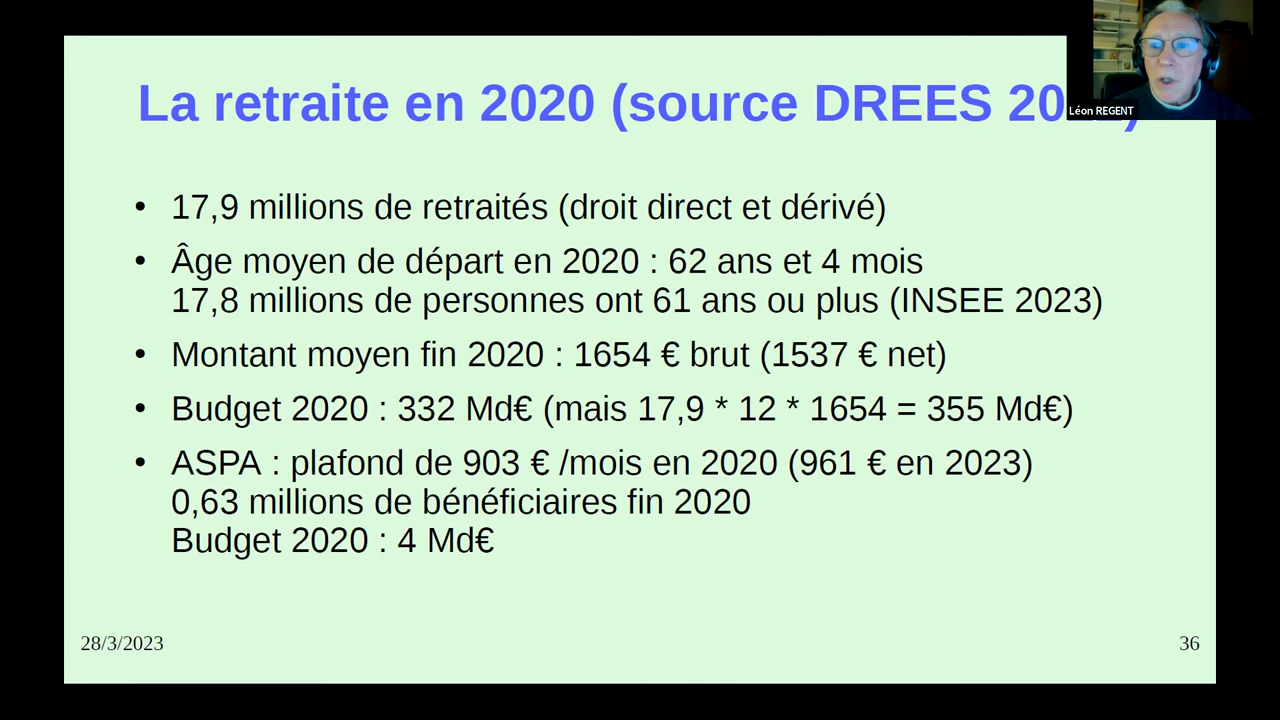 La retraite en 2020 (source DREES 20
Léon REGENT
• 17,9 millions de retraités (droit direct et dérivé)
• Âge moyen de départ en 2020 : 62 ans et 4 mois
17,8 millions de personnes ont 61 ans ou plus (INSEE 2023)
• Montant moyen fin 2020 : 1654 € brut (1537 € net)
• Budget 2020 : 332 Md€ (mais 17,9 * 12 * 1654 = 355 Md€)
• ASPA : plafond de 903 € /mois en 2020 (961 € en 2023)
0,63 millions de bénéficiaires fin 2020
Budget 2020 : 4 Md€
28/3/2023
36